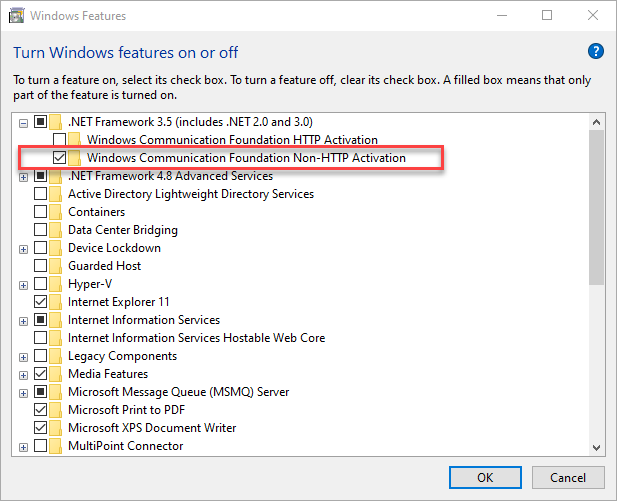 Windows Features
Turn Windows features on or off
?
To turn a feature on, select its check box. To turn a feature off, clear its check box. A filled box means that only
part of the feature is turned on.
.NET Framework 3.5 (includes .NET 2.0 and 3.0)
Windows Communication Foundation HTTP Activation
Windows Communication Foundation Non-HTTP Activation
.NET Framework 4.8 Advanced Services
Active Directory Lightweight Directory Services
Containers
Data Center Bridging
Device Lockdown
Guarded Host
Hyper-V
Internet Explorer 11
Internet Information Services
Internet Information Services Hostable Web Core
Legacy Components
Media Features
Microsoft Message Queue (MSMQ) Server
Microsoft Print to PDF
Microsoft XPS Document Writer
MultiPoint Connector
OK
Cancel